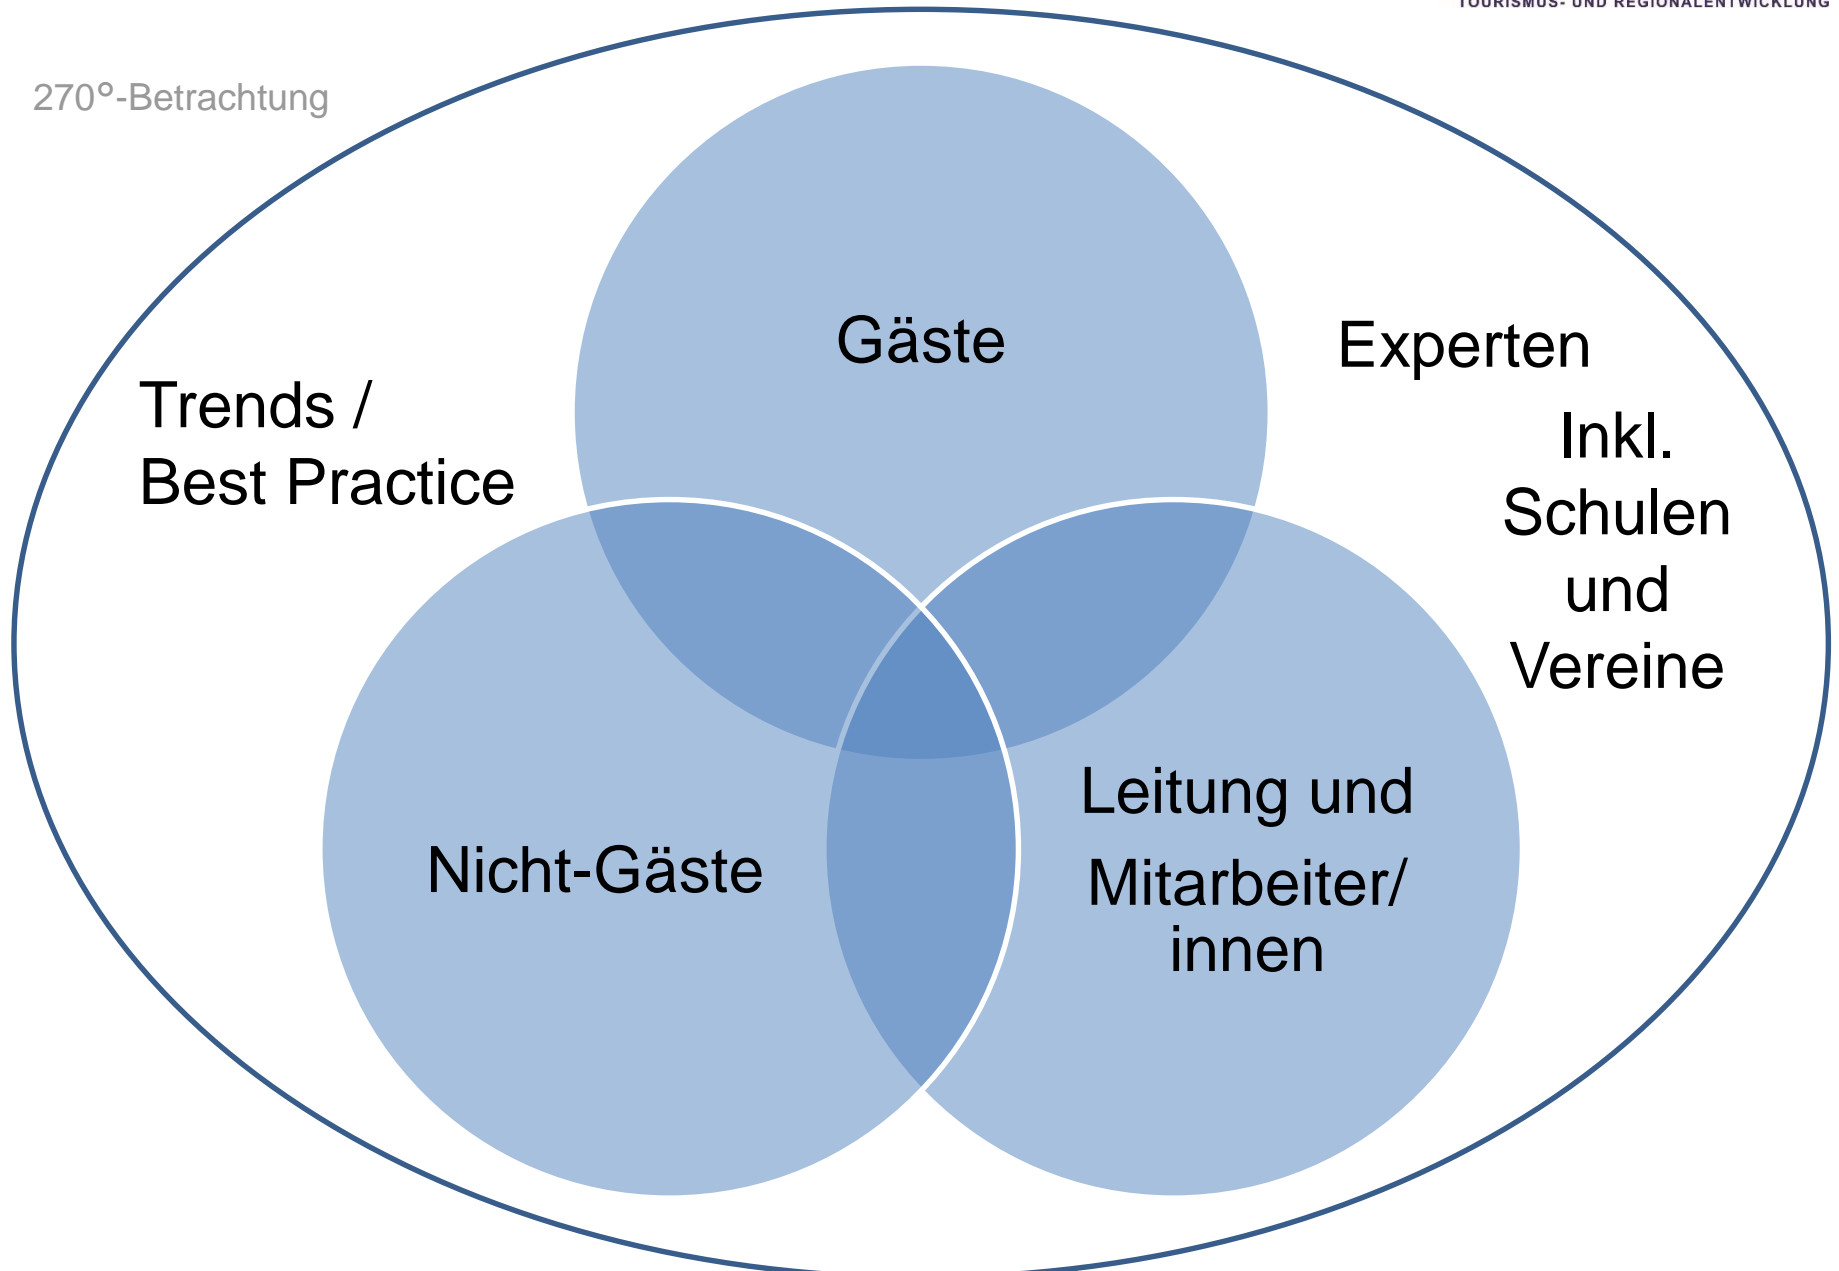 TOURISMUS- UND REGIONALENTWICKLUNG
270°-Betrachtung
Gäste
Experten
Trends /
Best Practice
Inkl.
Schulen
und
Vereine
Leitung und
Mitarbeiter/
innen
Nicht-Gäste